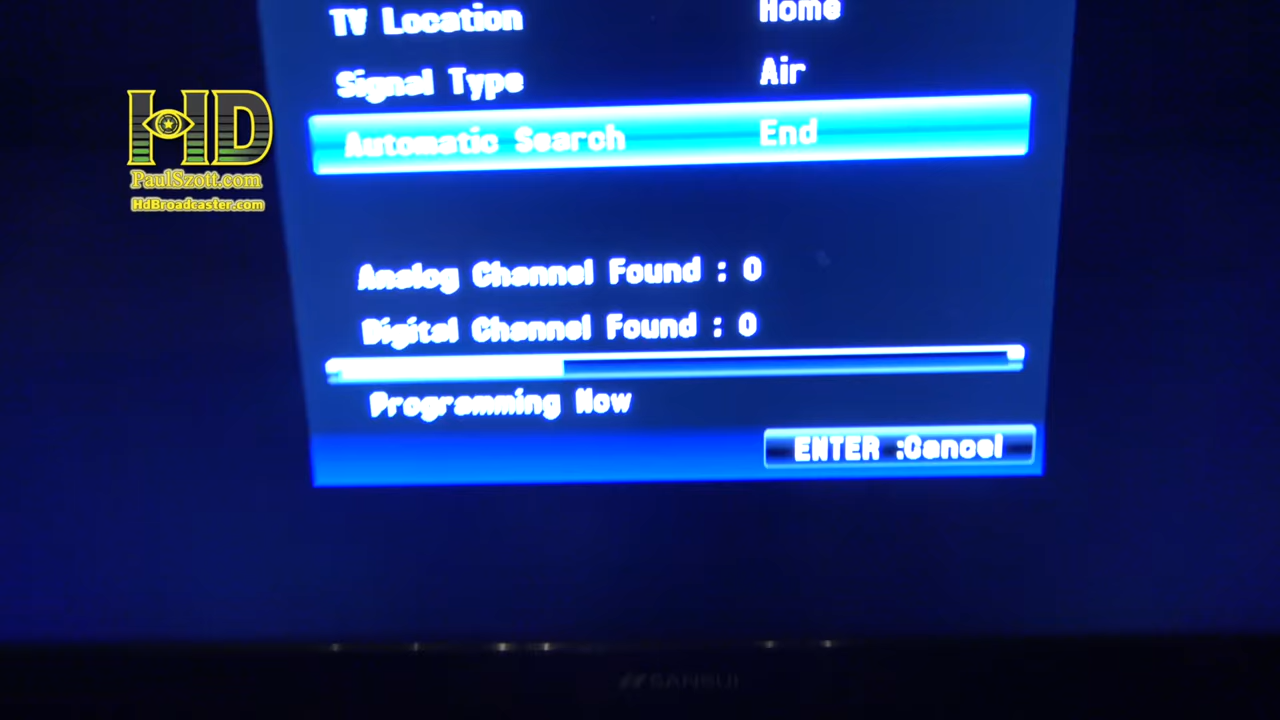 TV Location Home
Signal Type Air
HD
Automatic Search End
PaulSzott.com
HdBroadcaster.com
Analog Channel Found : 0
Digital Channel Found : 0
Programming Now
ENTER :Cancel
SANSUI